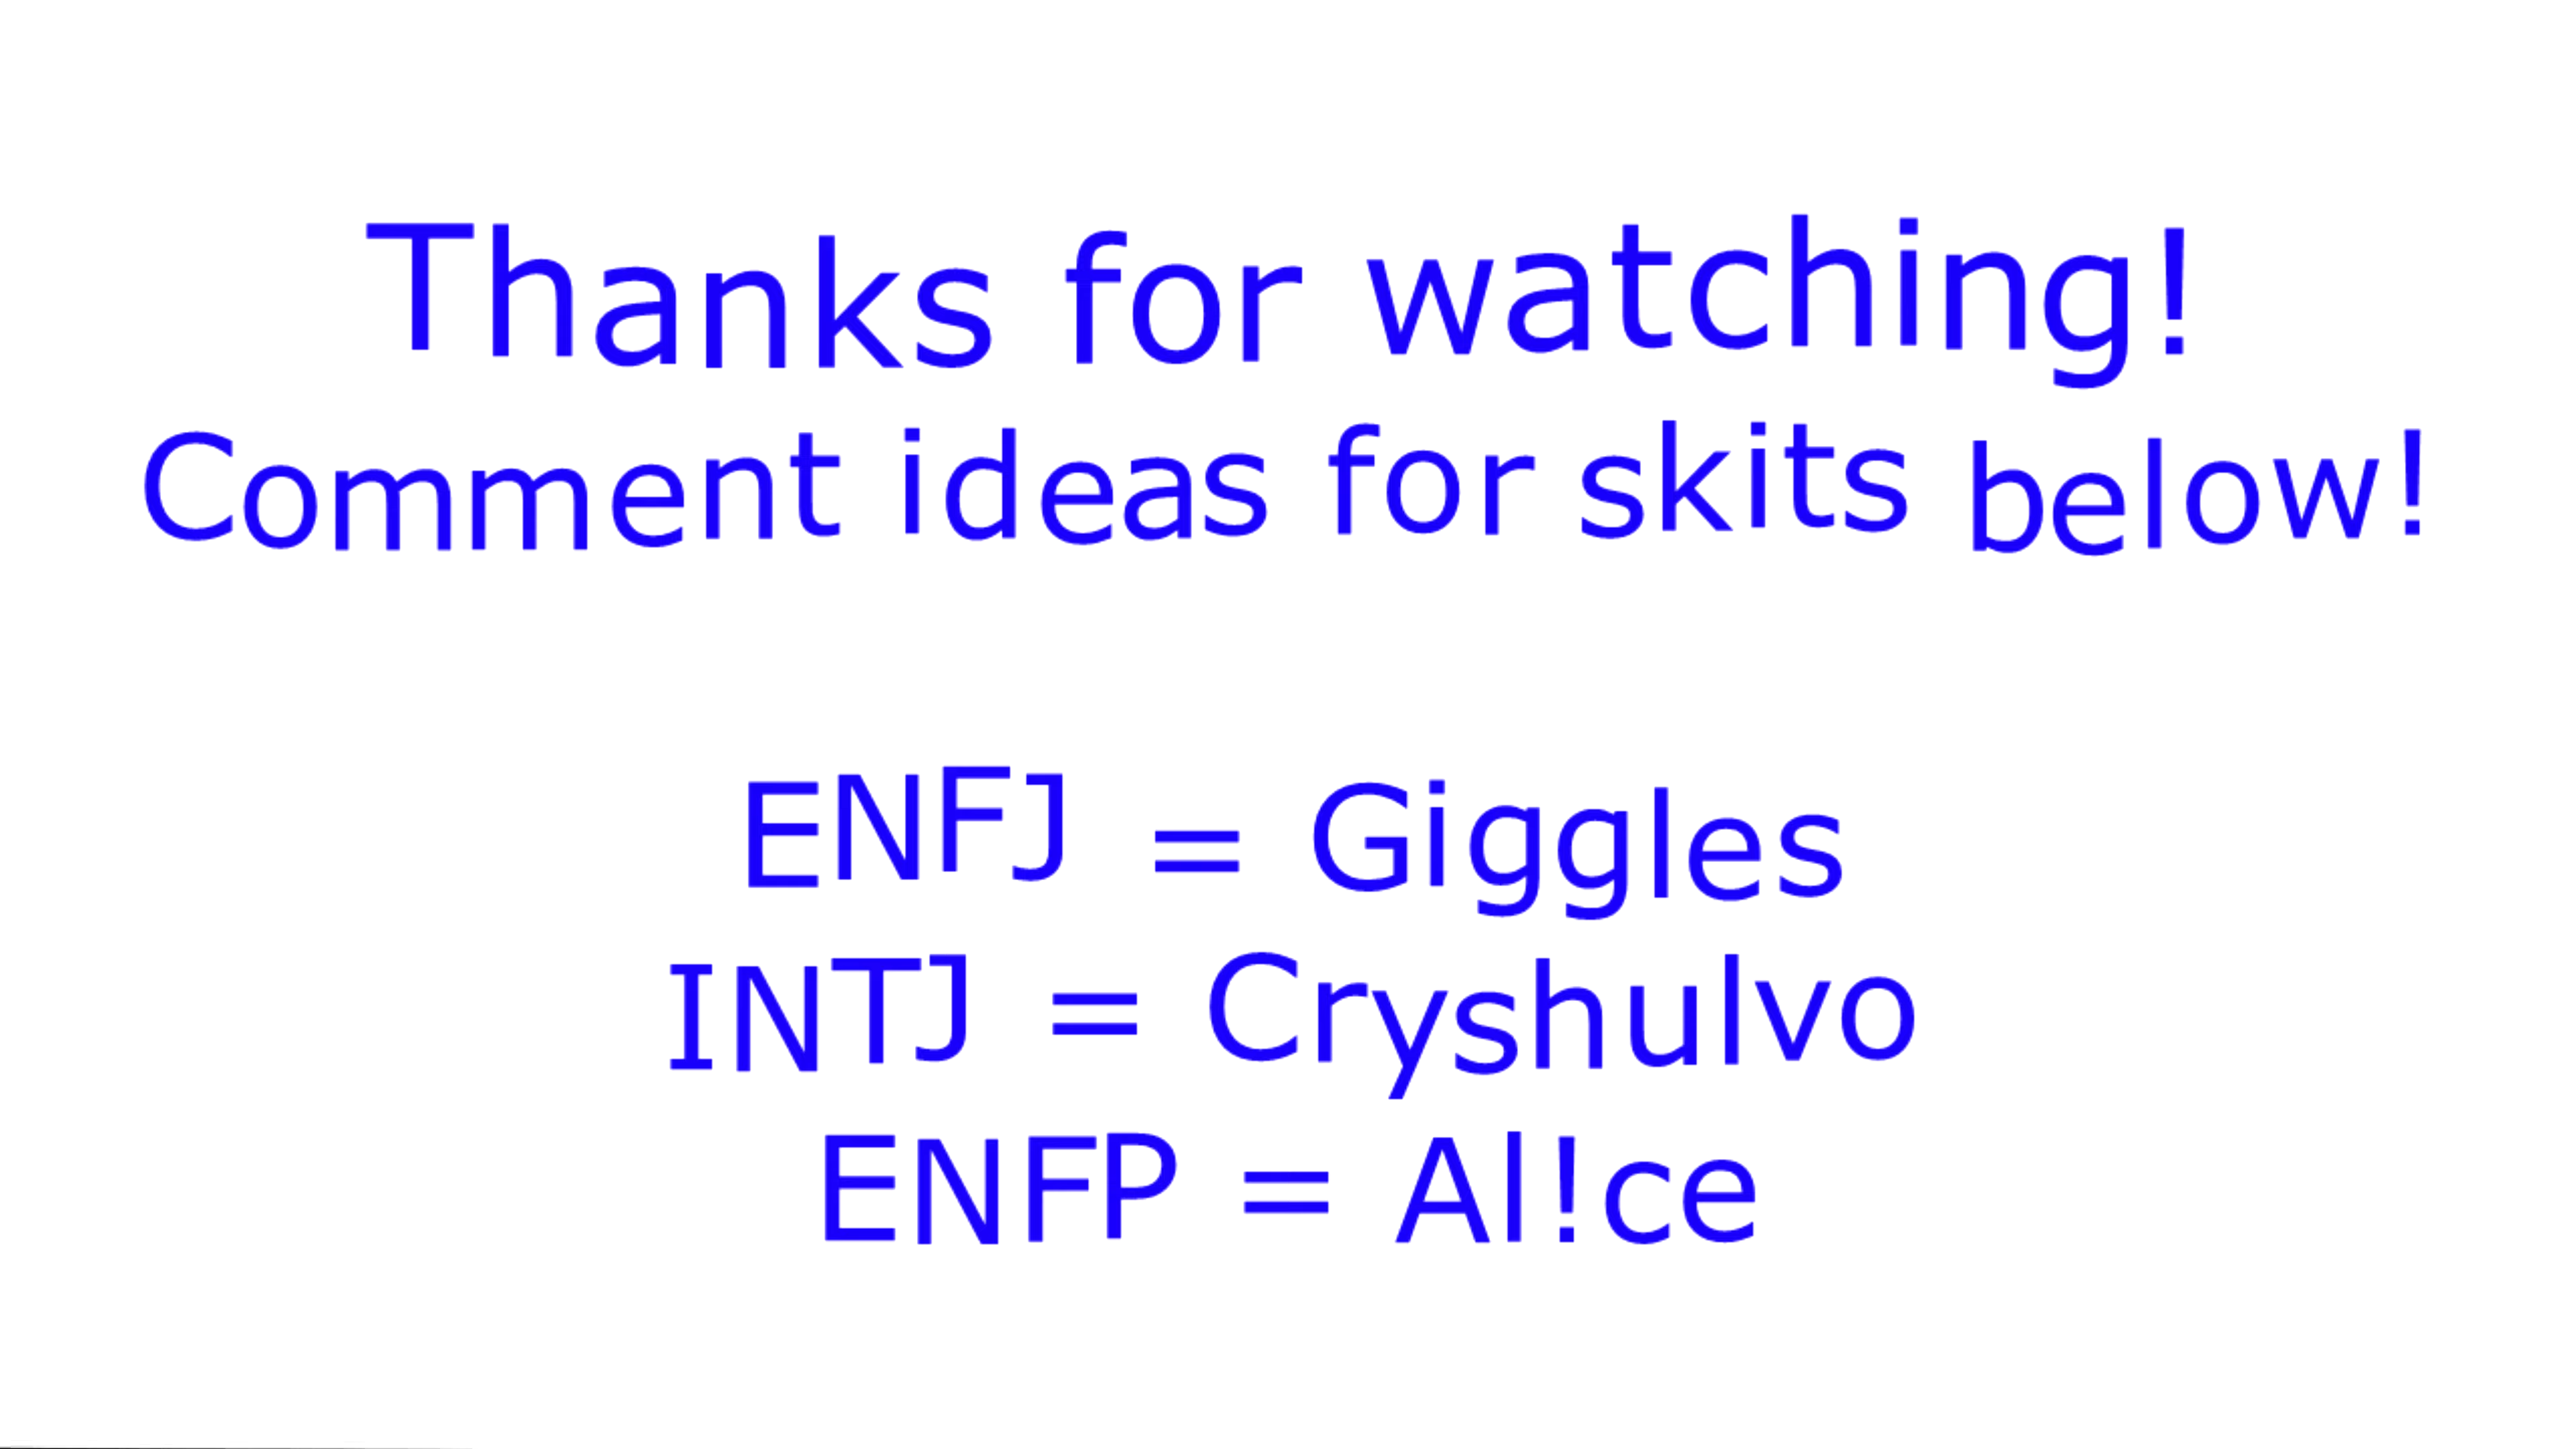 Thanks for watching!
Comment ideas for skits below!
ENFJ = Giggles
INTJ = Cryshulvo
ENFP = Al!ce